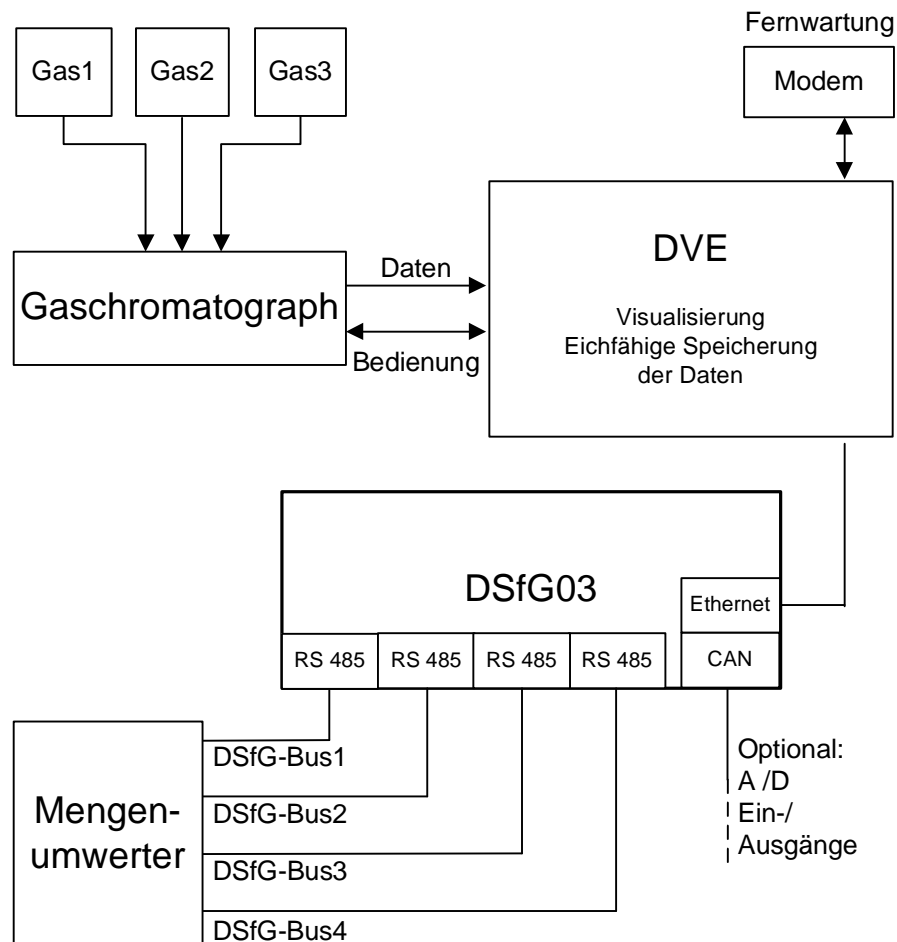 Fernwartung
Gas1
Gas2
Gas3
Modem
Gaschromatograph
Daten
Bedienung
DVE
Visualisierung
Eichfähige Speicherung
der Daten
DSfG03
Ethernet
RS 485
RS 485
RS 485
RS 485
CAN
Mengen-
umwerter
DSfG-Bus1
DSfG-Bus2
DSfG-Bus3
DSfG-Bus4
Optional:
A /D
Ein-/
Ausgänge